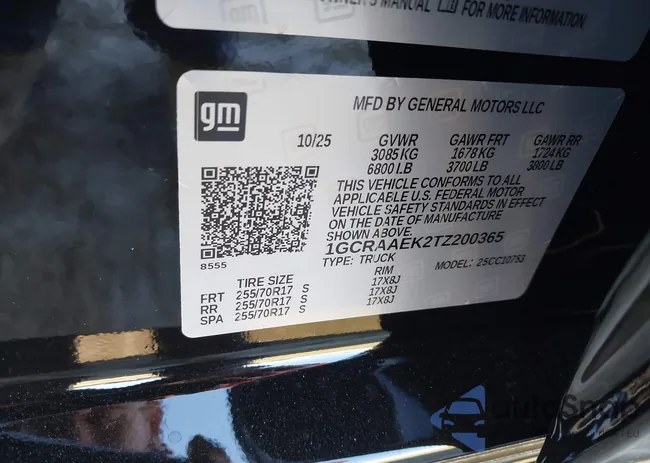 OWNER'S MANUAL FOR MORE INFORMATION
gm
MFD BY GENERAL MOTORS LLC
10/25 GVWR GAWR FRT GAWR RR
3085 KG 1678 KG 1724 KG
6800 LB 3700 LB 3800 LB
THIS VEHICLE CONFORMS TO ALL
APPLICABLE U.S. FEDERAL MOTOR
VEHICLE SAFETY STANDARDS IN EFFECT
ON THE DATE OF MANUFACTURE
SHOWN ABOVE.
1GCRAAEK2TZ200365
8555
TYPE: TRUCK MODEL: 25CC10753
TIRE SIZE RIM
FRT 255/70R17 S 17X8J
RR 255/70R17 S 17X8J
SPA 255/70R17 S 17X8J